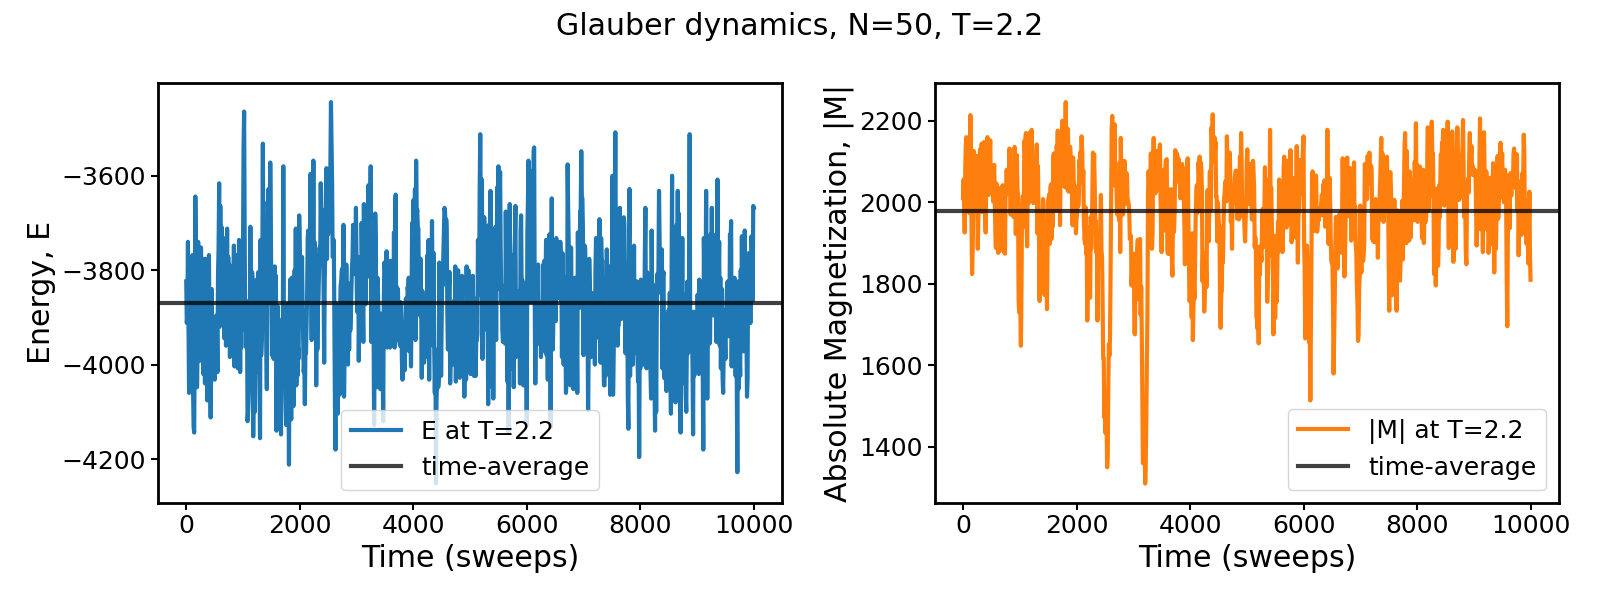 Glauber dynamics, N=50, T=2.2
Energy, E
−3600
−3800
−4000
−4200
E at T=2.2
time-average
0 2000 4000 6000 8000 10000
Time (sweeps)
Absolute Magnetization, |M|
2200
2000
1800
1600
1400
|M| at T=2.2
time-average
0 2000 4000 6000 8000 10000
Time (sweeps)